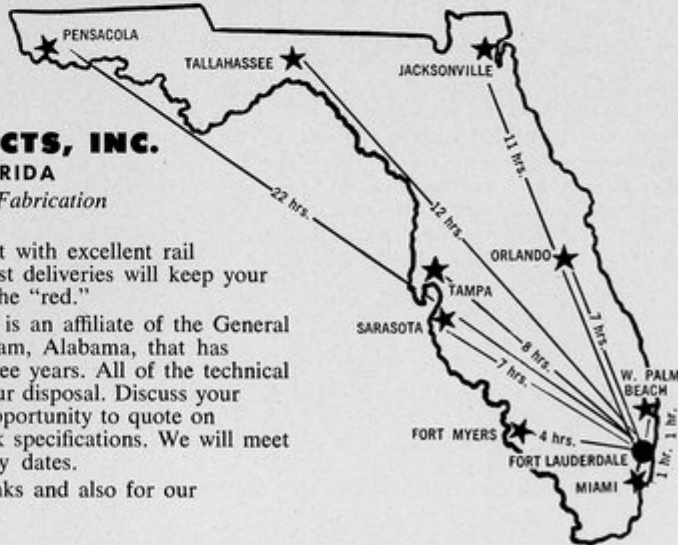 CTS, INC.
RIDA
Fabrication
t with excellent rail
st deliveries will keep your
he “red.”
is an affiliate of the General
am, Alabama, that has
ee years. All of the technical
ur disposal. Discuss your
pportunity to quote on
k specifications. We will meet
y dates.
nks and also for our
PENSACOLA
TALLAHASSEE
JACKSONVILLE
11 hrs.
22 hrs.
12 hrs.
ORLANDO
TAMPA
7 hrs.
SARASOTA
8 hrs.
7 hrs.
W. PALM
BEACH
1 hr.
FORT MYERS
4 hrs.
FORT LAUDERDALE
1 hr.
MIAMI